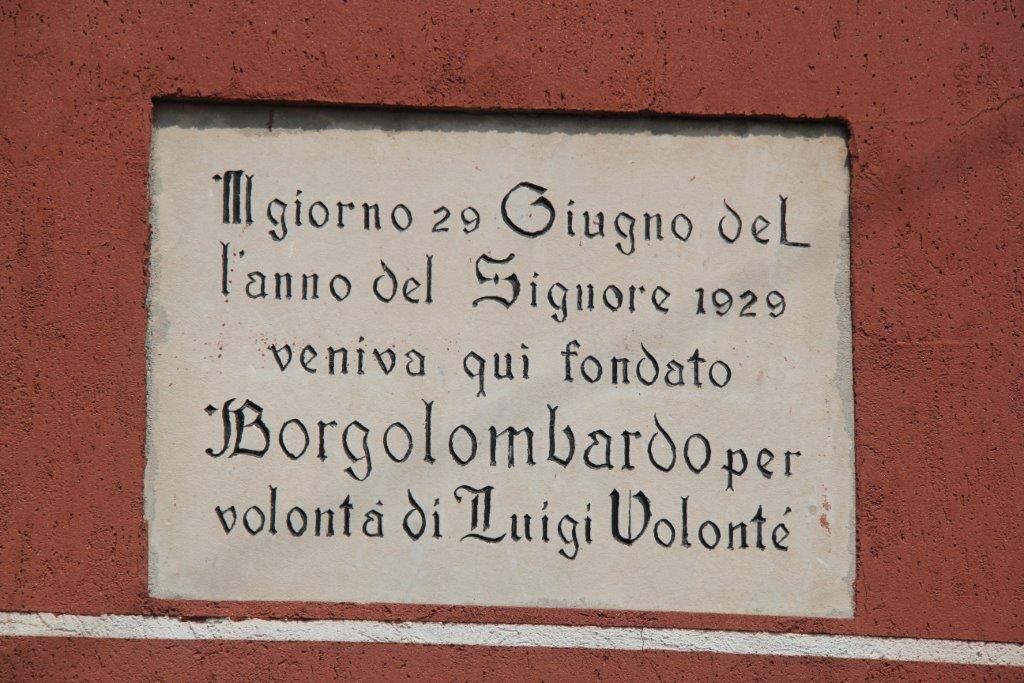 Il giorno 29 Giugno del
l'anno del Signore 1929
veniva qui fondato
Borgolombardo per
volontà di Luigi Volonté